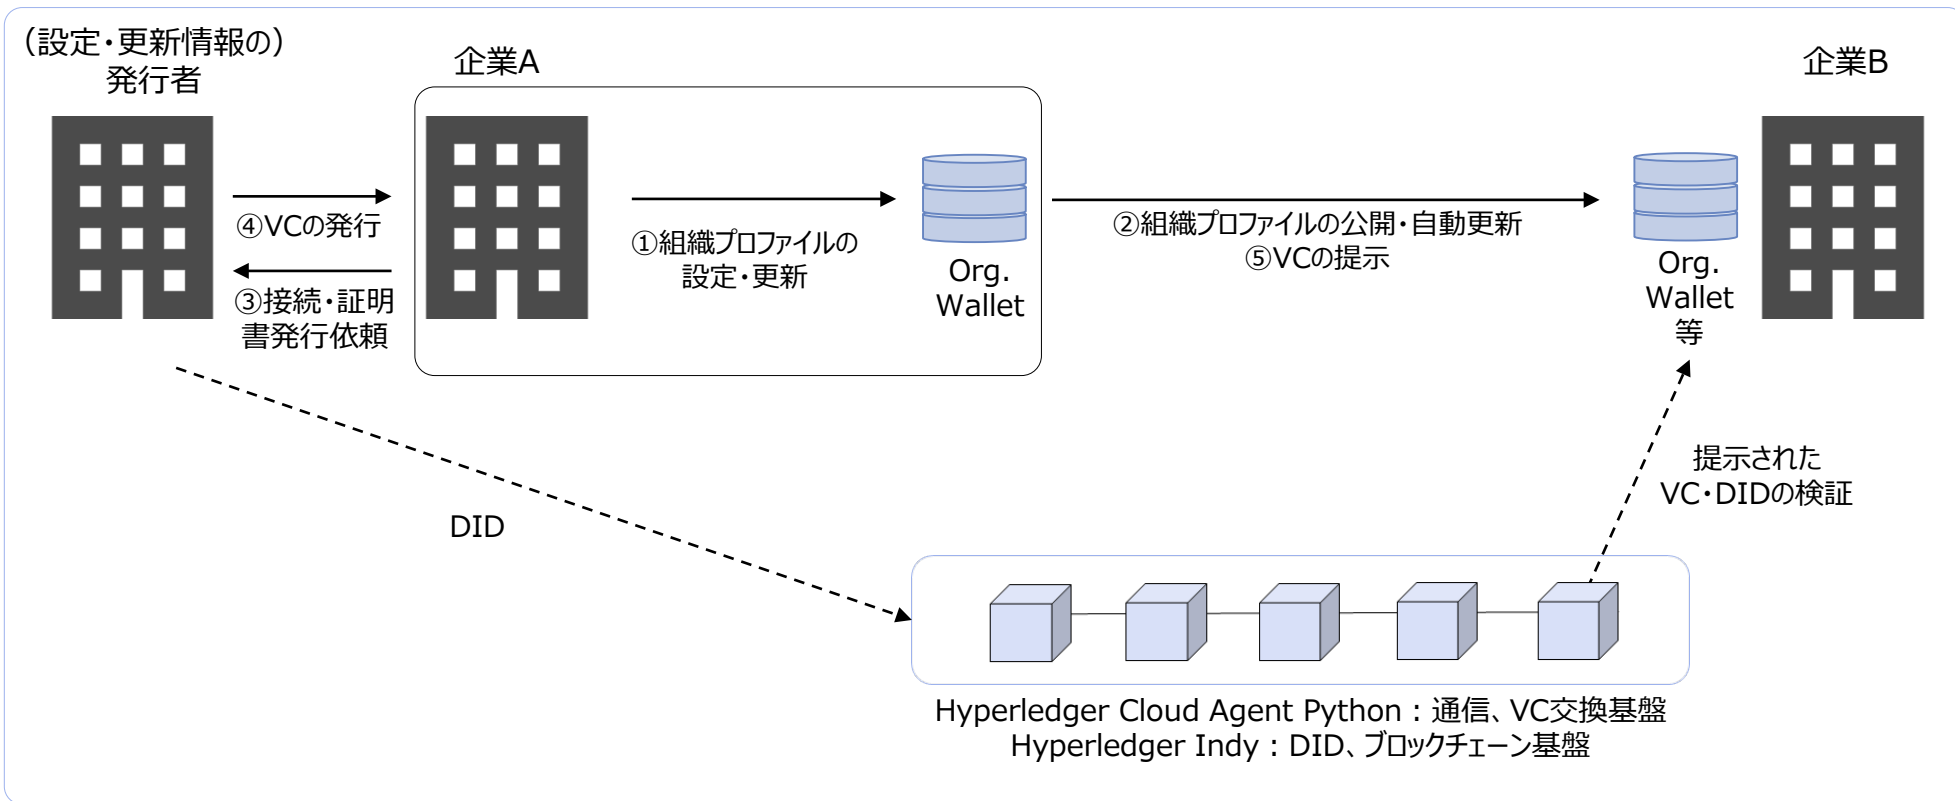 （設定・更新情報の）
発行者
企業A
企業B
④VCの発行
③接続・証明
書発行依頼
①組織プロファイルの
設定・更新
Org.
Wallet
②組織プロファイルの公開・自動更新
⑤VCの提示
Org.
Wallet
等
DID
提示された
VC・DIDの検証
Hyperledger Cloud Agent Python：通信、VC交換基盤
Hyperledger Indy：DID、ブロックチェーン基盤